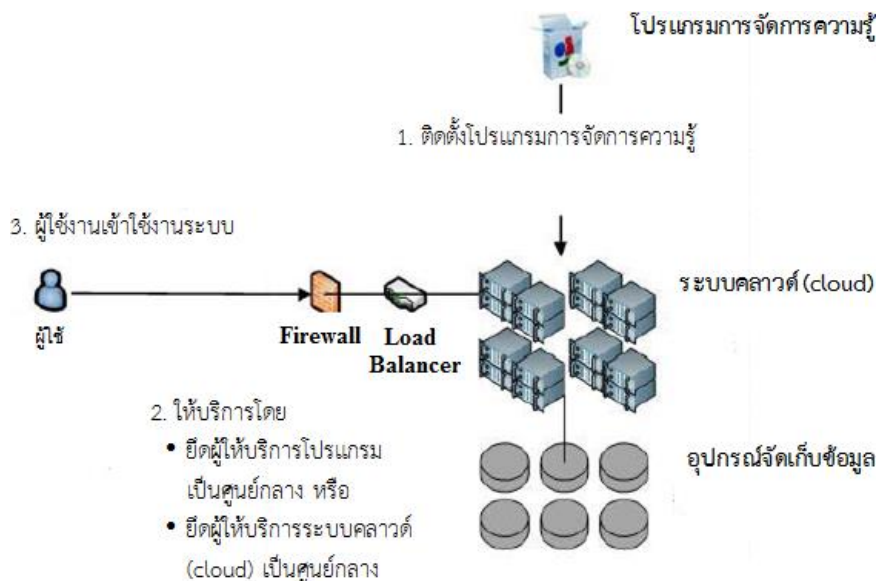 โปรแกรมการจัดการความรู้
1. ติดตั้งโปรแกรมการจัดการความรู้
3. ผู้ใช้งานเข้าใช้งานระบบ
ระบบคลาวด์ (cloud)
ผู้ใช้
Firewall
Load
Balancer
2. ให้บริการโดย
• ยึดผู้ให้บริการโปรแกรม
เป็นศูนย์กลาง หรือ
• ยึดผู้ให้บริการระบบคลาวด์
(cloud) เป็นศูนย์กลาง
อุปกรณ์จัดเก็บข้อมูล